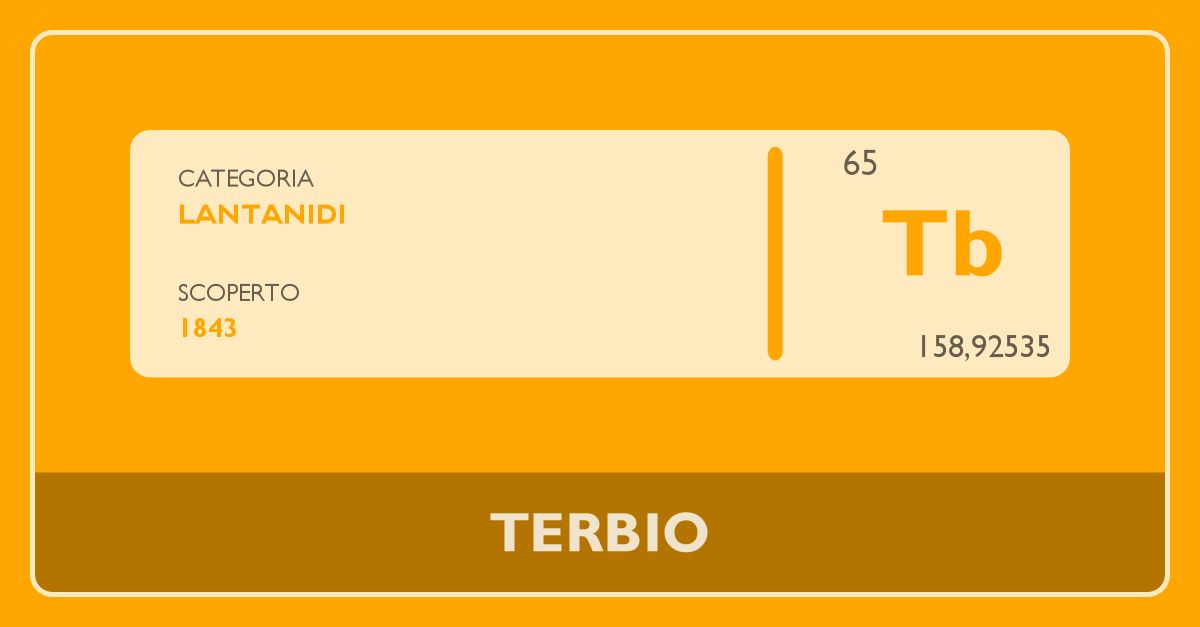 CATEGORIA
LANTANIDI
SCOPERTO
1843
65
Tb
158,92535
TERBIO